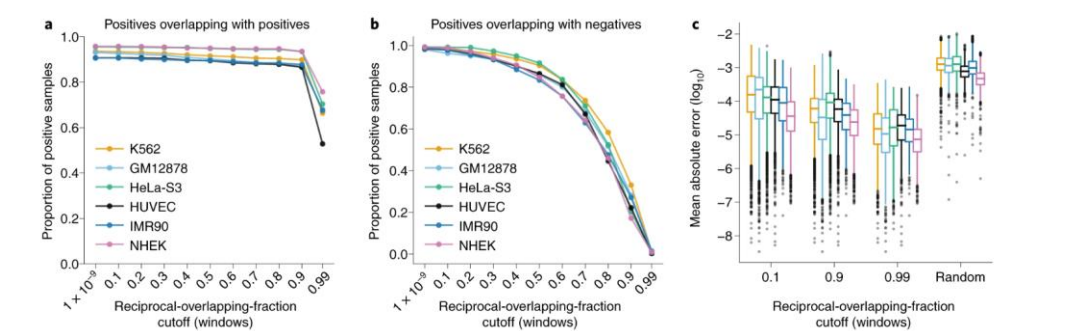 a Positives overlapping with positives
Proportion of positive samples
1.0
0.8
0.6
0.4
0.2
0.0
K562
GM12878
HeLa-S3
HUVEC
IMR90
NHEK
1 × 10⁻⁹ 0.1 0.2 0.3 0.4 0.5 0.6 0.7 0.8 0.9 0.99
Reciprocal-overlapping-fraction
cutoff (windows)
b Positives overlapping with negatives
Proportion of positive samples
1.0
0.8
0.6
0.4
0.2
0.0
K562
GM12878
HeLa-S3
HUVEC
IMR90
NHEK
1 × 10⁻⁹ 0.1 0.2 0.3 0.4 0.5 0.6 0.7 0.8 0.9 0.99
Reciprocal-overlapping-fraction
cutoff (windows)
c
Mean absolute error (log₁₀)
−2
−3
−4
−5
−6
−7
−8
0.1 0.9 0.99 Random
Reciprocal-overlapping-fraction
cutoff (windows)